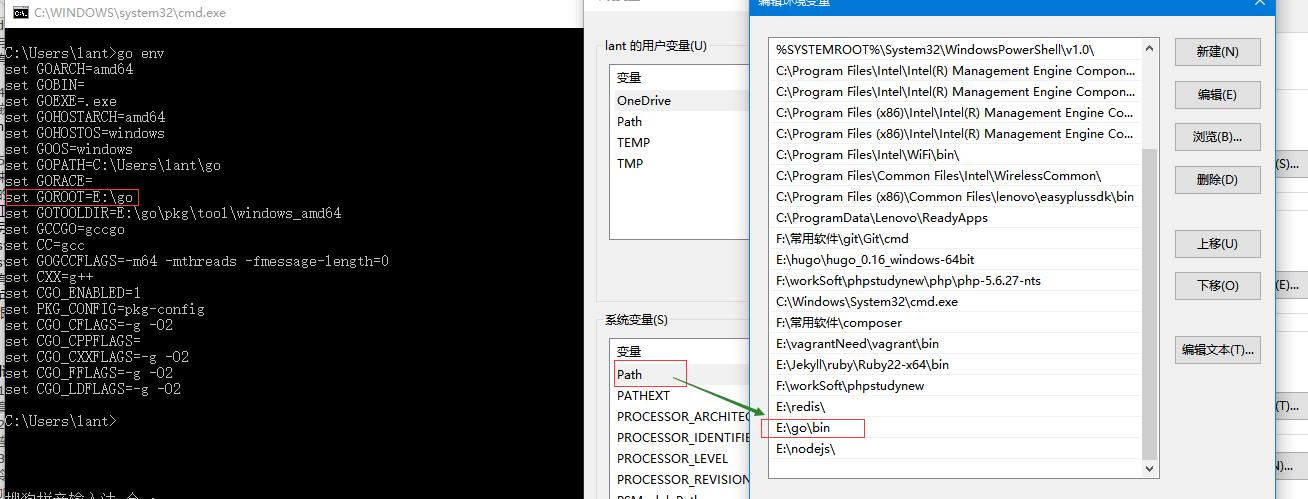 C:\WINDOWS\system32\cmd.exe
C:\Users\lant>go env
set GOARCH=amd64
set GOBIN=
set GOEXE=.exe
set GOHOSTARCH=amd64
set GOHOSTOS=windows
set GOOS=windows
set GOPATH=C:\Users\lant\go
set GORACE=
set GOROOT=E:\go
set GOTOOLDIR=E:\go\pkg\tool\windows_amd64
set GCCGO=gccgo
set CC=gcc
set GOGCCFLAGS=-m64 -mthreads -fmessage-length=0
set CXX=g++
set CGO_ENABLED=1
set PKG_CONFIG=pkg-config
set CGO_CFLAGS=-g -O2
set CGO_CPPFLAGS=
set CGO_CXXFLAGS=-g -O2
set CGO_FFLAGS=-g -O2
set CGO_LDFLAGS=-g -O2
C:\Users\lant>
lant 的用户变量(U)
变量
OneDrive
Path
TEMP
TMP
系统变量(S)
变量
Path
PATHEXT
PROCESSOR_ARCHITEC
PROCESSOR_IDENTIFIE
PROCESSOR_LEVEL
PROCESSOR_REVISION
编辑环境变量
%SYSTEMROOT%\System32\WindowsPowerShell\v1.0\
C:\Program Files\Intel\Intel(R) Management Engine Compon...
C:\Program Files\Intel\Intel(R) Management Engine Compon...
C:\Program Files (x86)\Intel\Intel(R) Management Engine Co...
C:\Program Files (x86)\Intel\Intel(R) Management Engine Co...
C:\Program Files\Intel\WiFi\bin\
C:\Program Files\Common Files\Intel\WirelessCommon\
C:\Program Files (x86)\Common Files\lenovo\easyplussdk\bin
C:\ProgramData\Lenovo\ReadyApps
F:\常用软件\git\Git\cmd
E:\hugo\hugo_0.16_windows-64bit
F:\workSoft\phpstudynew\php\php-5.6.27-nts
C:\Windows\System32\cmd.exe
F:\常用软件\composer
E:\vagrantNeed\vagrant\bin
E:\Jekyll\ruby\Ruby22-x64\bin
F:\workSoft\phpstudynew
E:\redis\
E:\go\bin
E:\nodejs\
新建(N)
编辑(E)
浏览(B)...
删除(D)
上移(U)
下移(O)
编辑文本(T)...
(S)...
(E)...
(T)...